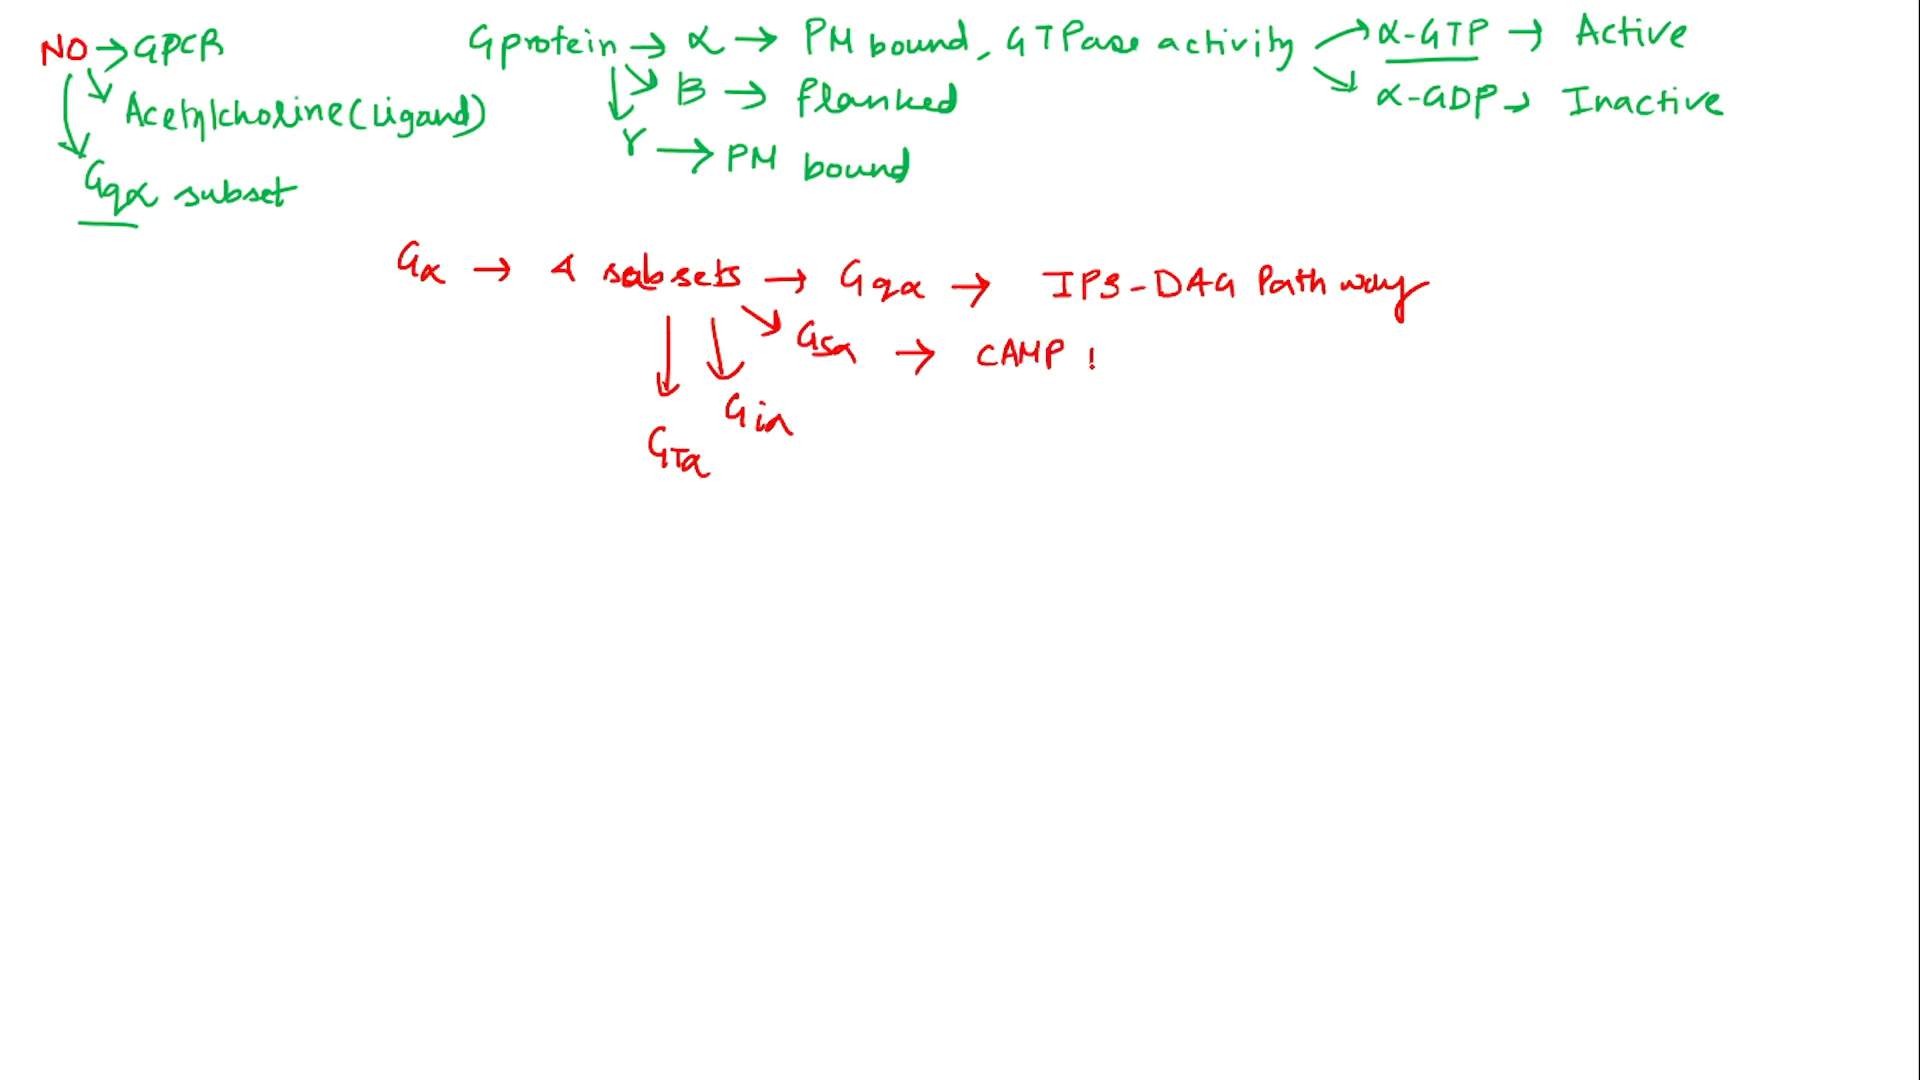 NO → GPCR
Acetylcholine (Ligand)
Gqα subset
Gprotein → α → PM bound, GTPase activity → α-GTP → Active
α-GDP → Inactive
B → flanked
γ → PM bound
Gα → 4 subsets → Gqα → IP3-DAG Pathway
Gsα → CAMP
Giα
GTα